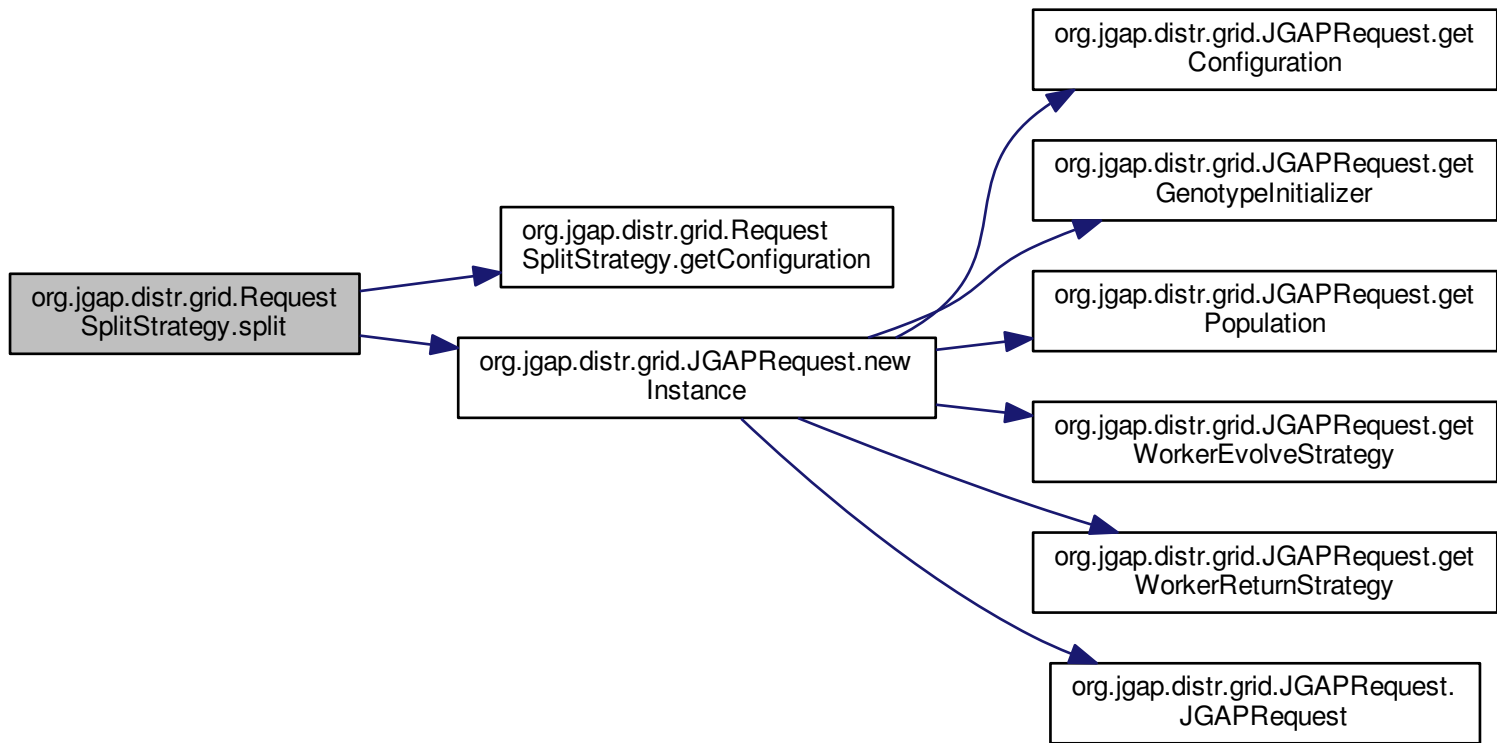 org.jgap.distr.grid.Request
SplitStrategy.split
org.jgap.distr.grid.Request
SplitStrategy.getConfiguration
org.jgap.distr.grid.JGAPRequest.new
Instance
org.jgap.distr.grid.JGAPRequest.get
Configuration
org.jgap.distr.grid.JGAPRequest.get
GenotypeInitializer
org.jgap.distr.grid.JGAPRequest.get
Population
org.jgap.distr.grid.JGAPRequest.get
WorkerEvolveStrategy
org.jgap.distr.grid.JGAPRequest.get
WorkerReturnStrategy
org.jgap.distr.grid.JGAPRequest.
JGAPRequest